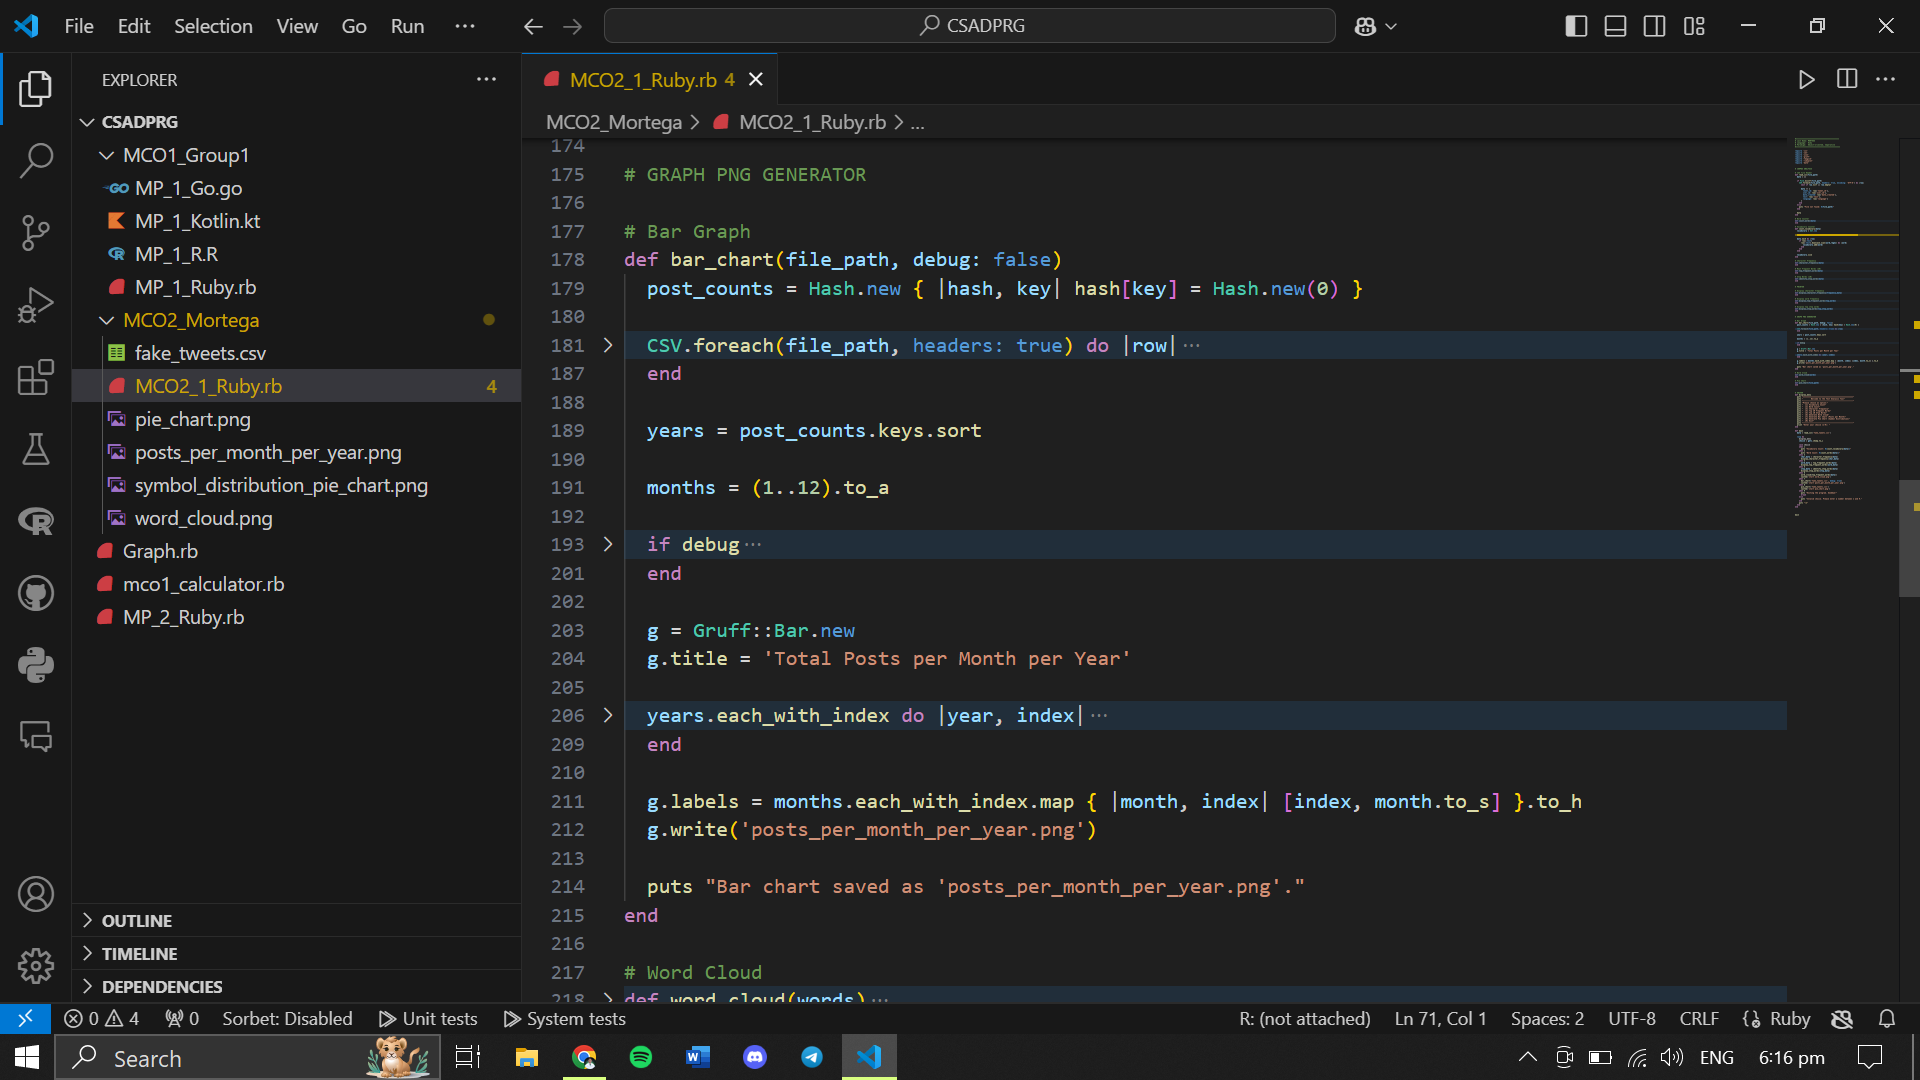 File Edit Selection View Go Run ··· CSADPRG
EXPLORER
CSADPRG
MCO1_Group1
MP_1_Go.go
MP_1_Kotlin.kt
MP_1_R.R
MP_1_Ruby.rb
MCO2_Mortega
fake_tweets.csv
MCO2_1_Ruby.rb 4
pie_chart.png
posts_per_month_per_year.png
symbol_distribution_pie_chart.png
word_cloud.png
Graph.rb
mco1_calculator.rb
MP_2_Ruby.rb
OUTLINE
TIMELINE
DEPENDENCIES
MCO2_1_Ruby.rb 4
MCO2_Mortega > MCO2_1_Ruby.rb > ...
174
175 # GRAPH PNG GENERATOR
176
177 # Bar Graph
178 def bar_chart(file_path, debug: false)
179 post_counts = Hash.new { |hash, key| hash[key] = Hash.new(0) }
180
181 CSV.foreach(file_path, headers: true) do |row| ···
187 end
188
189 years = post_counts.keys.sort
190
191 months = (1..12).to_a
192
193 if debug ···
201 end
202
203 g = Gruff::Bar.new
204 g.title = 'Total Posts per Month per Year'
205
206 years.each_with_index do |year, index| ···
209 end
210
211 g.labels = months.each_with_index.map { |month, index| [index, month.to_s] }.to_h
212 g.write('posts_per_month_per_year.png')
213
214 puts "Bar chart saved as 'posts_per_month_per_year.png'."
215 end
216
217 # Word Cloud
218 def word_cloud(words) ···
0 4 0 Sorbet: Disabled Unit tests System tests R: (not attached) Ln 71, Col 1 Spaces: 2 UTF-8 CRLF Ruby
Search ENG 6:16 pm